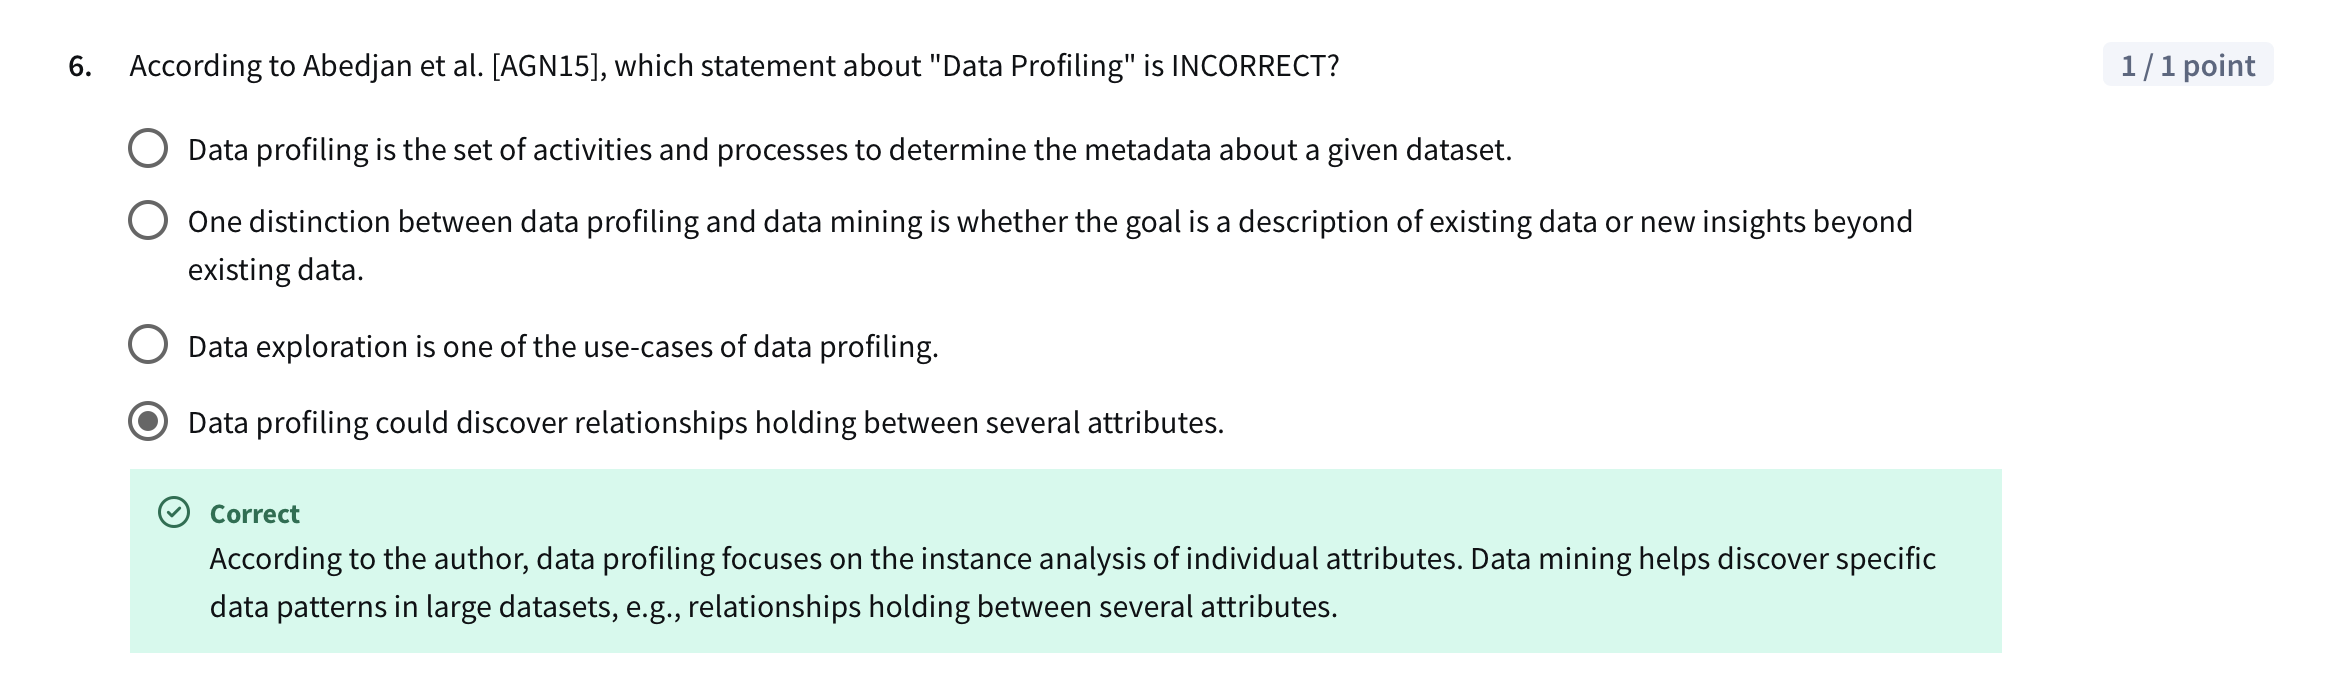 6. According to Abedjan et al. [AGN15], which statement about "Data Profiling" is INCORRECT?
1 / 1 point
Data profiling is the set of activities and processes to determine the metadata about a given dataset.
One distinction between data profiling and data mining is whether the goal is a description of existing data or new insights beyond
existing data.
Data exploration is one of the use-cases of data profiling.
Data profiling could discover relationships holding between several attributes.
Correct
According to the author, data profiling focuses on the instance analysis of individual attributes. Data mining helps discover specific
data patterns in large datasets, e.g., relationships holding between several attributes.